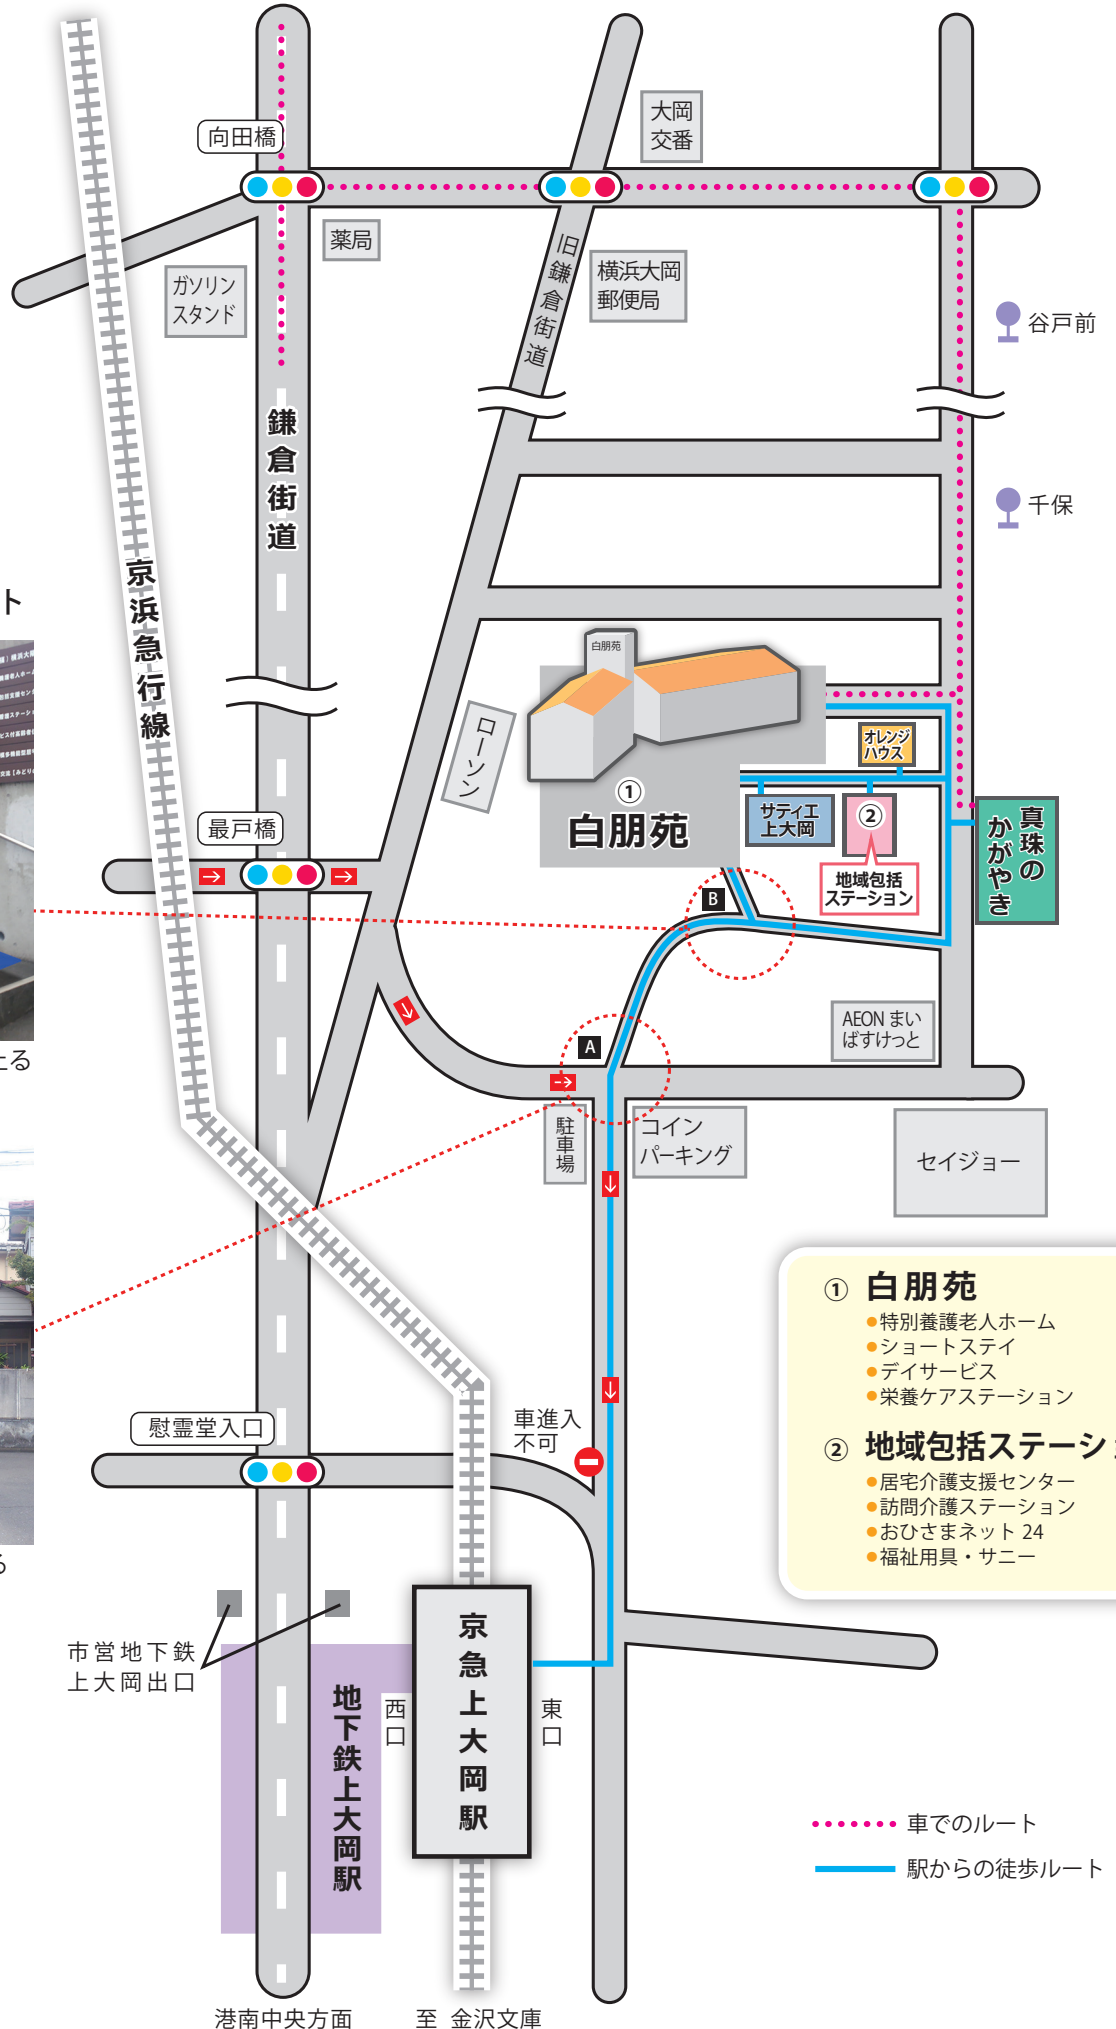 向田橋
大岡
交番
薬局
ガソリン
スタンド
旧鎌倉街道
横浜大岡
郵便局
谷戸前
鎌倉街道
千保
京浜急行線
ト
白朋苑
ローソン
オレンジ
ハウス
①
白朋苑
サティエ
上大岡
②
地域包括
ステーション
真珠の
かがやき
最戸橋
B
A
AEON まい
ばすけっと
上る
駐車場
コイン
パーキング
セイジョー
① 白朋苑
●特別養護老人ホーム
●ショートステイ
●デイサービス
●栄養ケアステーション
② 地域包括ステーショ
●居宅介護支援センター
●訪問介護ステーション
●おひさまネット 24
●福祉用具・サニー
慰霊堂入口
車進入
不可
る
市営地下鉄
上大岡出口
地下鉄上大岡駅
西口
京急上大岡駅
東口
車でのルート
駅からの徒歩ルート
港南中央方面
至 金沢文庫